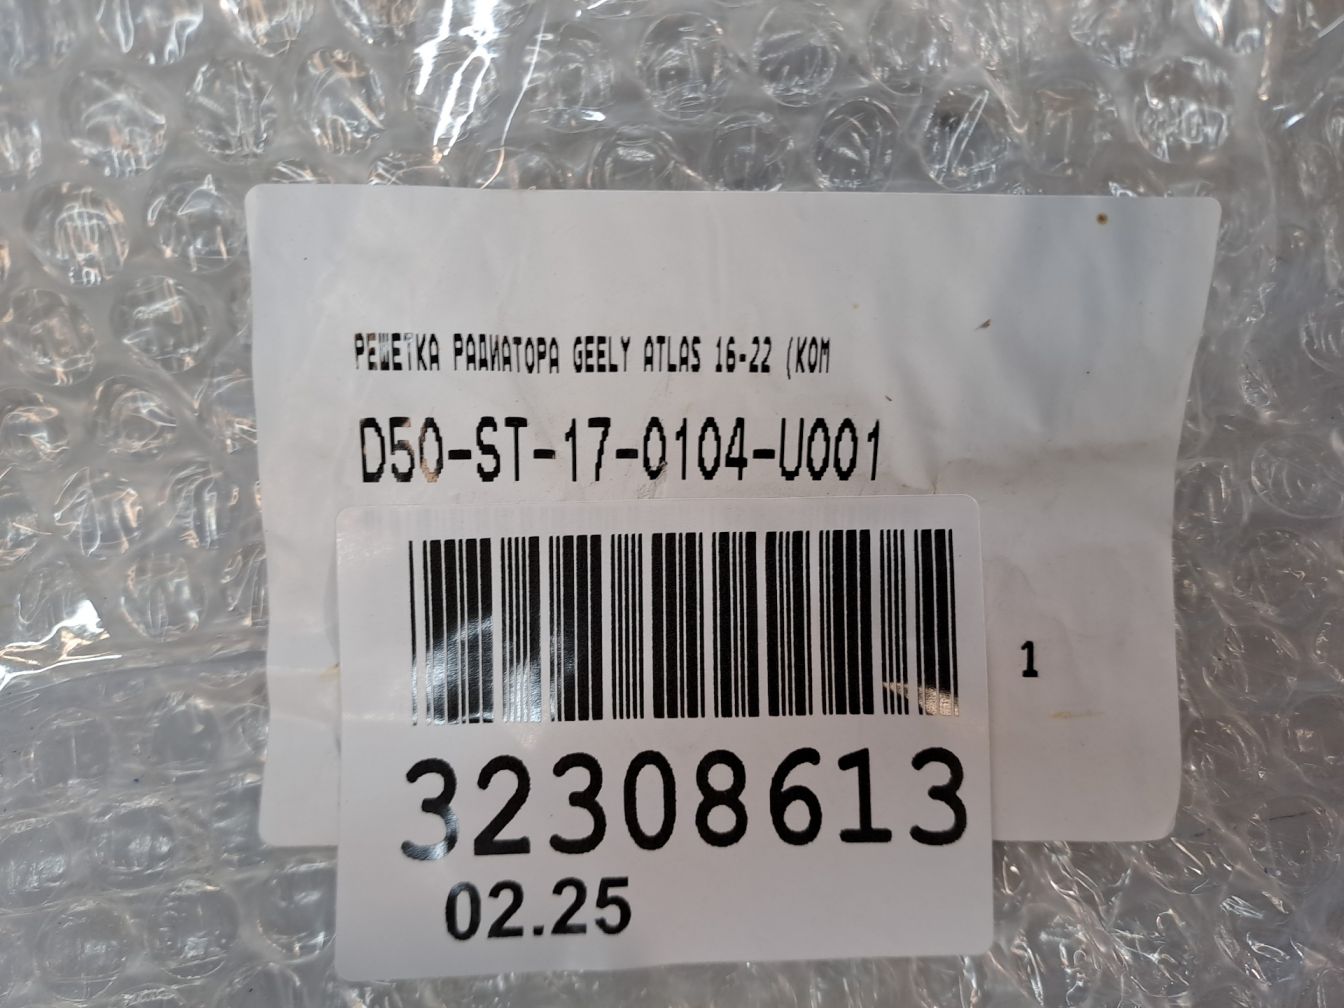 РЕШЕТКА РАДИАТОРА GEELY ATLAS 16-22 (КОМ
D50-ST-17-0104-U001
1
32308613
02.25